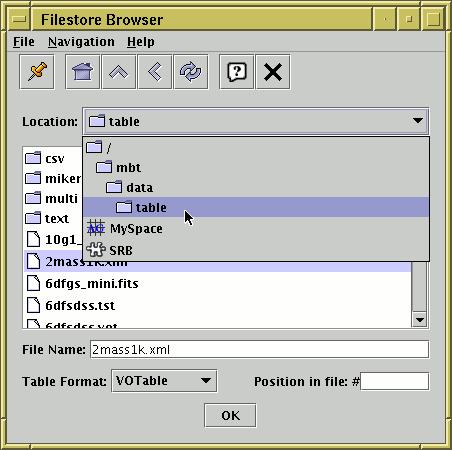 Filestore Browser
File Navigation Help
Location: table
/
mbt
data
table
MySpace
SRB
csv
miker
multi
text
10g1_
2mass1k.xml
6dfgs_mini.fits
6dfsdss.tst
6dfsdss.vot
File Name: 2mass1k.xml
Table Format: VOTable Position in file: #
OK